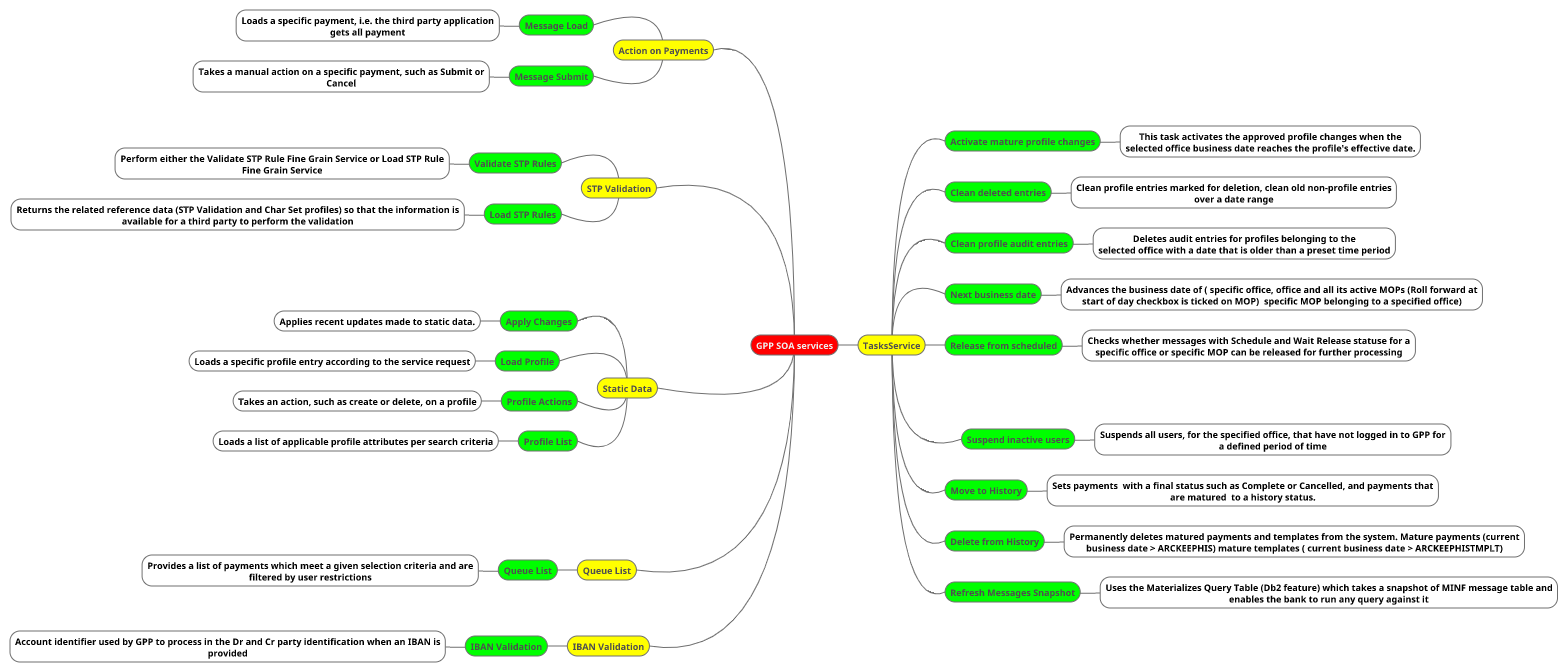 GPP SOA services
Action on Payments
Message Load
Loads a specific payment, i.e. the third party application
gets all payment
Message Submit
Takes a manual action on a specific payment, such as Submit or
Cancel
STP Validation
Validate STP Rules
Perform either the Validate STP Rule Fine Grain Service or Load STP Rule
Fine Grain Service
Load STP Rules
Returns the related reference data (STP Validation and Char Set profiles) so that the information is
available for a third party to perform the validation
Static Data
Apply Changes
Applies recent updates made to static data.
Load Profile
Loads a specific profile entry according to the service request
Profile Actions
Takes an action, such as create or delete, on a profile
Profile List
Loads a list of applicable profile attributes per search criteria
Queue List
Queue List
Provides a list of payments which meet a given selection criteria and are
filtered by user restrictions
IBAN Validation
IBAN Validation
Account identifier used by GPP to process in the Dr and Cr party identification when an IBAN is
provided
TasksService
Activate mature profile changes
This task activates the approved profile changes when the
selected office business date reaches the profile's effective date.
Clean deleted entries
Clean profile entries marked for deletion, clean old non-profile entries
over a date range
Clean profile audit entries
Deletes audit entries for profiles belonging to the
selected office with a date that is older than a preset time period
Next business date
Advances the business date of ( specific office, office and all its active MOPs (Roll forward at
start of day checkbox is ticked on MOP)  specific MOP belonging to a specified office)
Release from scheduled
Checks whether messages with Schedule and Wait Release statuse for a
specific office or specific MOP can be released for further processing
Suspend inactive users
Suspends all users, for the specified office, that have not logged in to GPP for
a defined period of time
Move to History
Sets payments  with a final status such as Complete or Cancelled, and payments that
are matured  to a history status.
Delete from History
Permanently deletes matured payments and templates from the system. Mature payments (current
business date > ARCKEEPHIS) mature templates ( current business date > ARCKEEPHISTMPLT)
Refresh Messages Snapshot
Uses the Materializes Query Table (Db2 feature) which takes a snapshot of MINF message table and
enables the bank to run any query against it